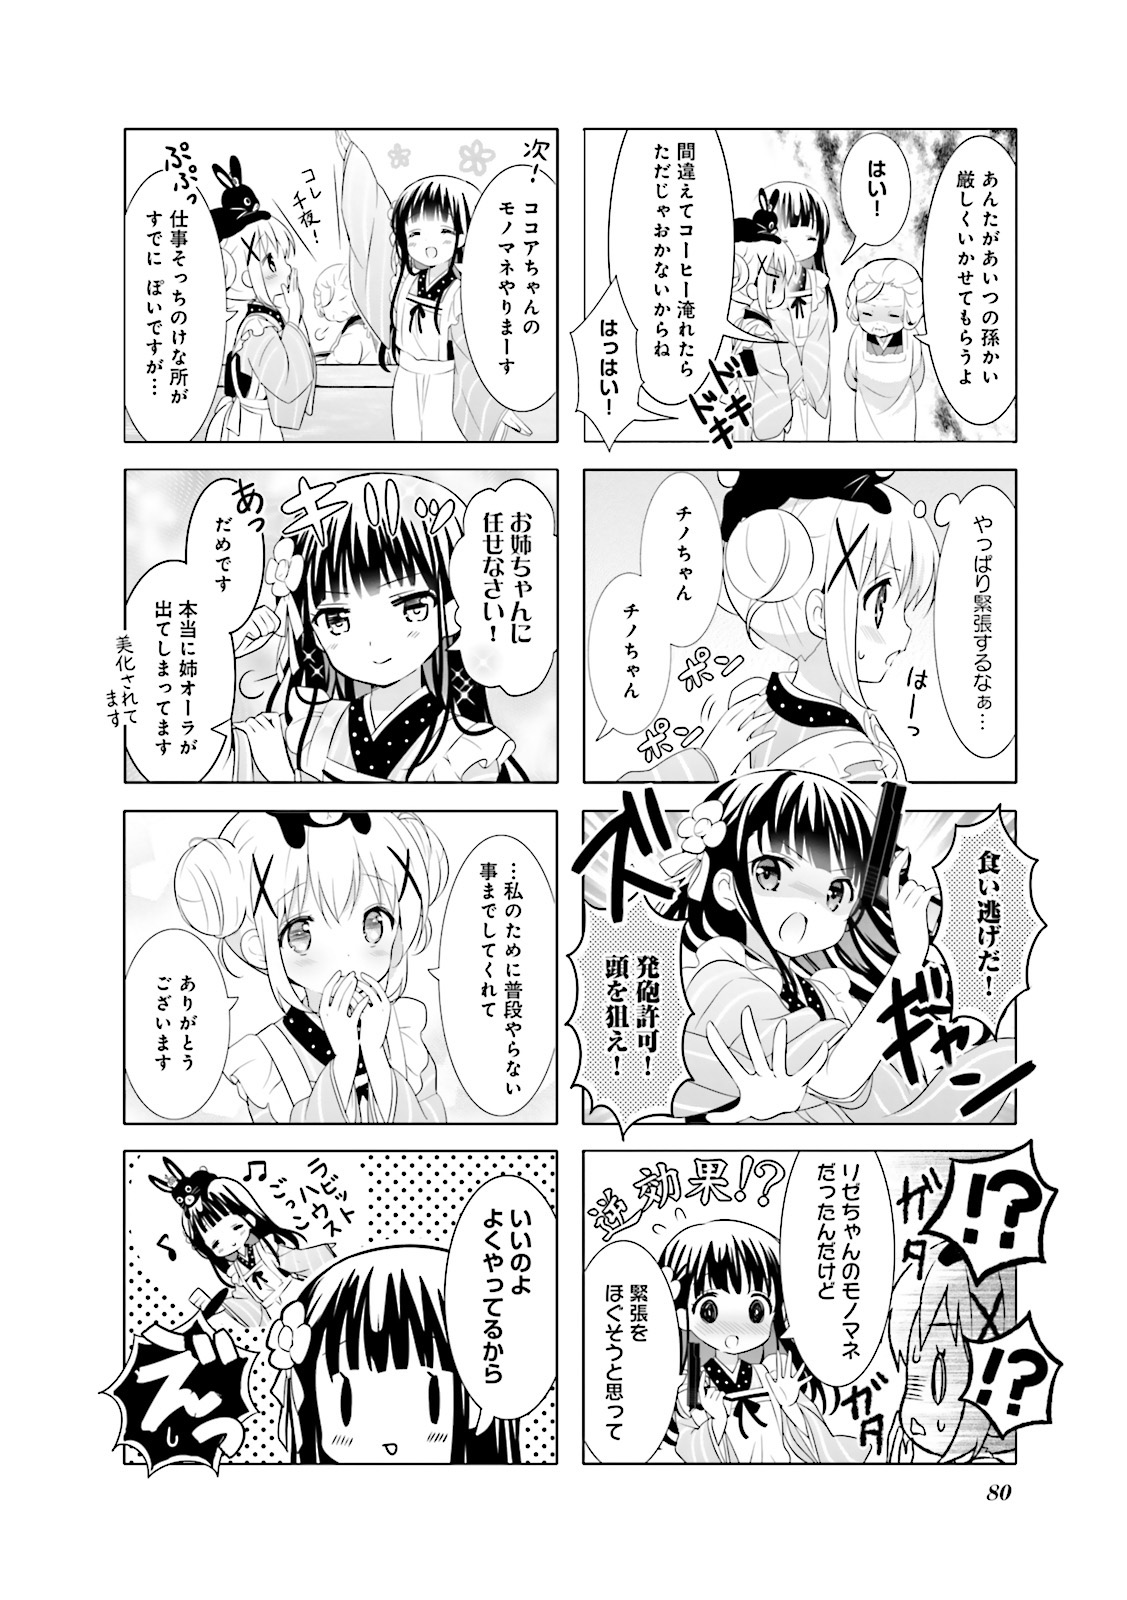 あんたがあいつの孫かい
厳しくいかせてもらうよ
はい!
間違えてコーヒー淹れたら
ただじゃおかないからね
はっはい!
ドキ
ドキ
やっぱり緊張するなぁ…
はーっ
チノちゃん
チノちゃん
ポン
ポン
食い逃げだ!
発砲許可!
頭を狙え!
ズズ
ギャン
!?
!?
ガタ
ガタ
リゼちゃんのモノマネ
だったんだけど
逆効果!?
緊張を
ほぐそうと思って
次!
ココアちゃんの
モノマネやりまーす
コレ
千夜!
ぷぷっ
仕事そっちのけな所が
すでに ぽいですが…
お姉ちゃんに
任せなさい!
キリッ
あっ
だめです
本当に姉オーラが
出てしまってます
美化されて
ます
…私のために普段やらない
事までしてくれて
ありがとう
ございます
いいのよ
よくやってるから
ラビット
ハウス
ごっこ
えっ
80